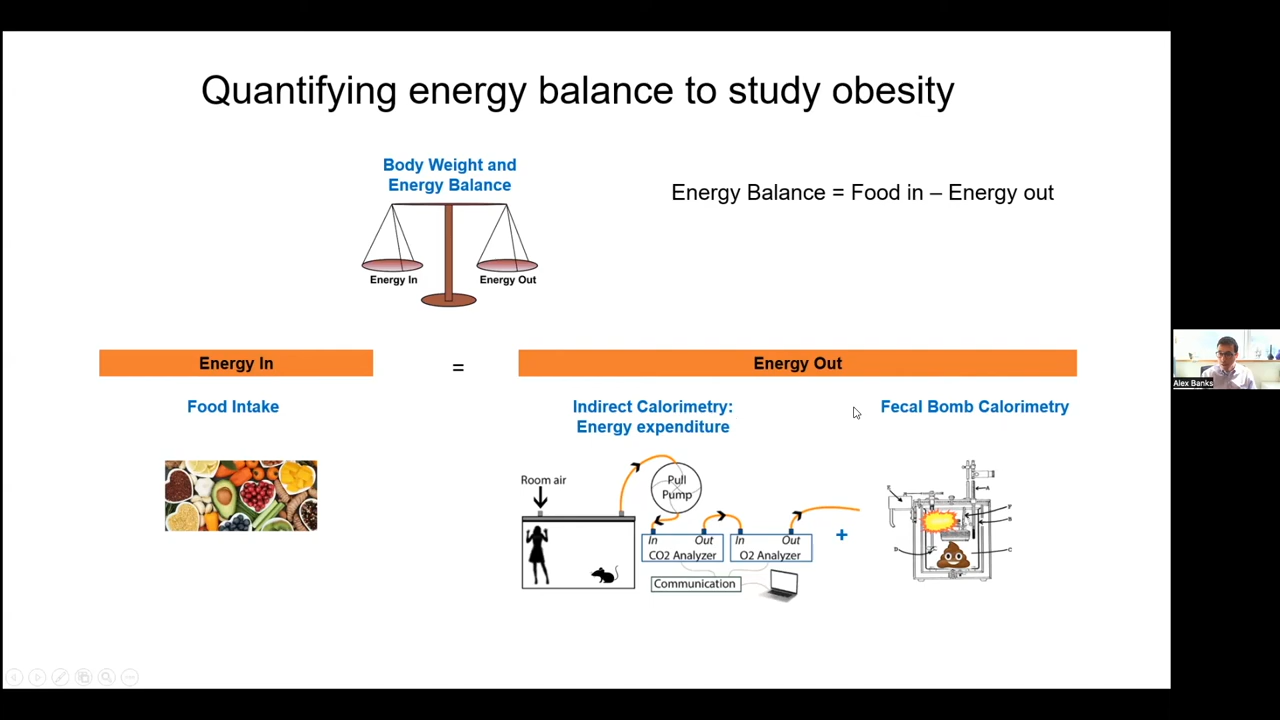 Quantifying energy balance to study obesity
Body Weight and
Energy Balance
Energy In
Energy Out
Energy Balance = Food in – Energy out
Energy In
=
Energy Out
Food Intake
Indirect Calorimetry:
Energy expenditure
Fecal Bomb Calorimetry
Room air
Pull
Pump
In
Out
CO2 Analyzer
In
Out
O2 Analyzer
Communication
+
A
B
C
D
E
F
Alex Banks